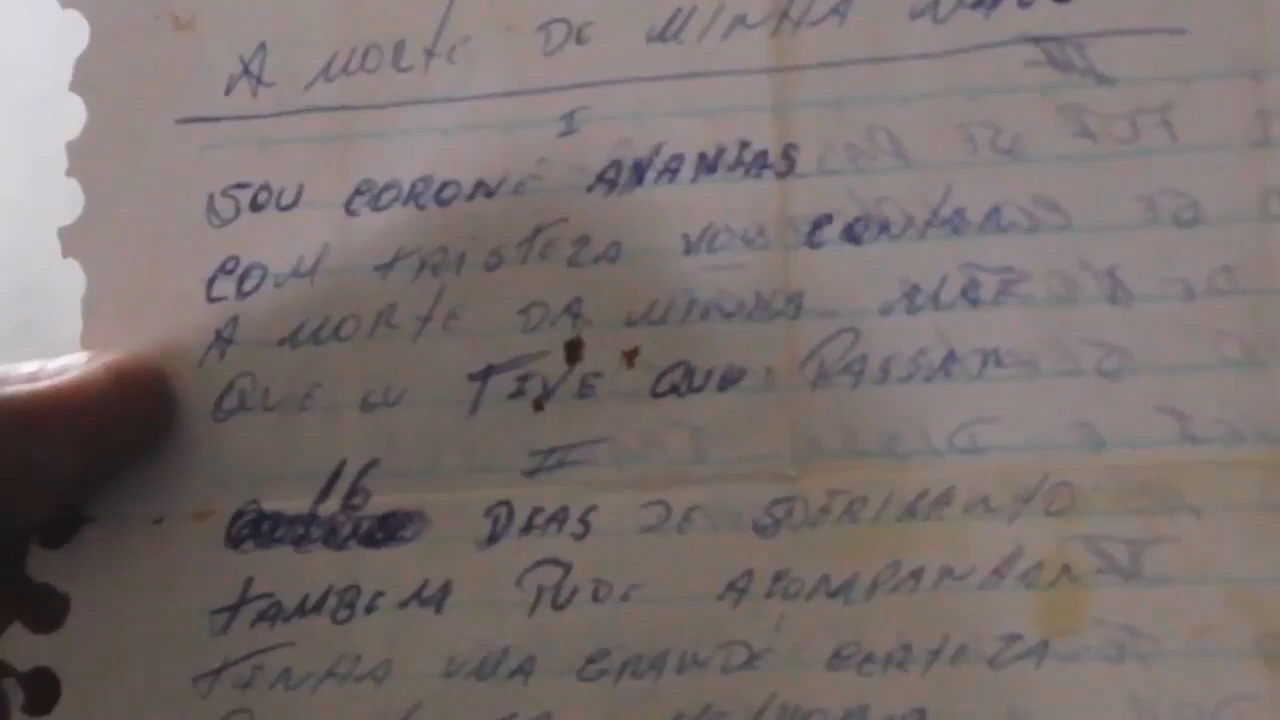 A MORTE DE MINHA
I
SOU CORONÉ ANANIAS
COM TRISTEZA VOU CONTAR
A MORTE DA MINHA MÃE
QUE EU TIVE QUE PASSAR
II
16 DIAS DE SOFRIMENTO
TAMBEM PUDE ACOMPANHAR
TINHA UMA GRANDE CERTEZA